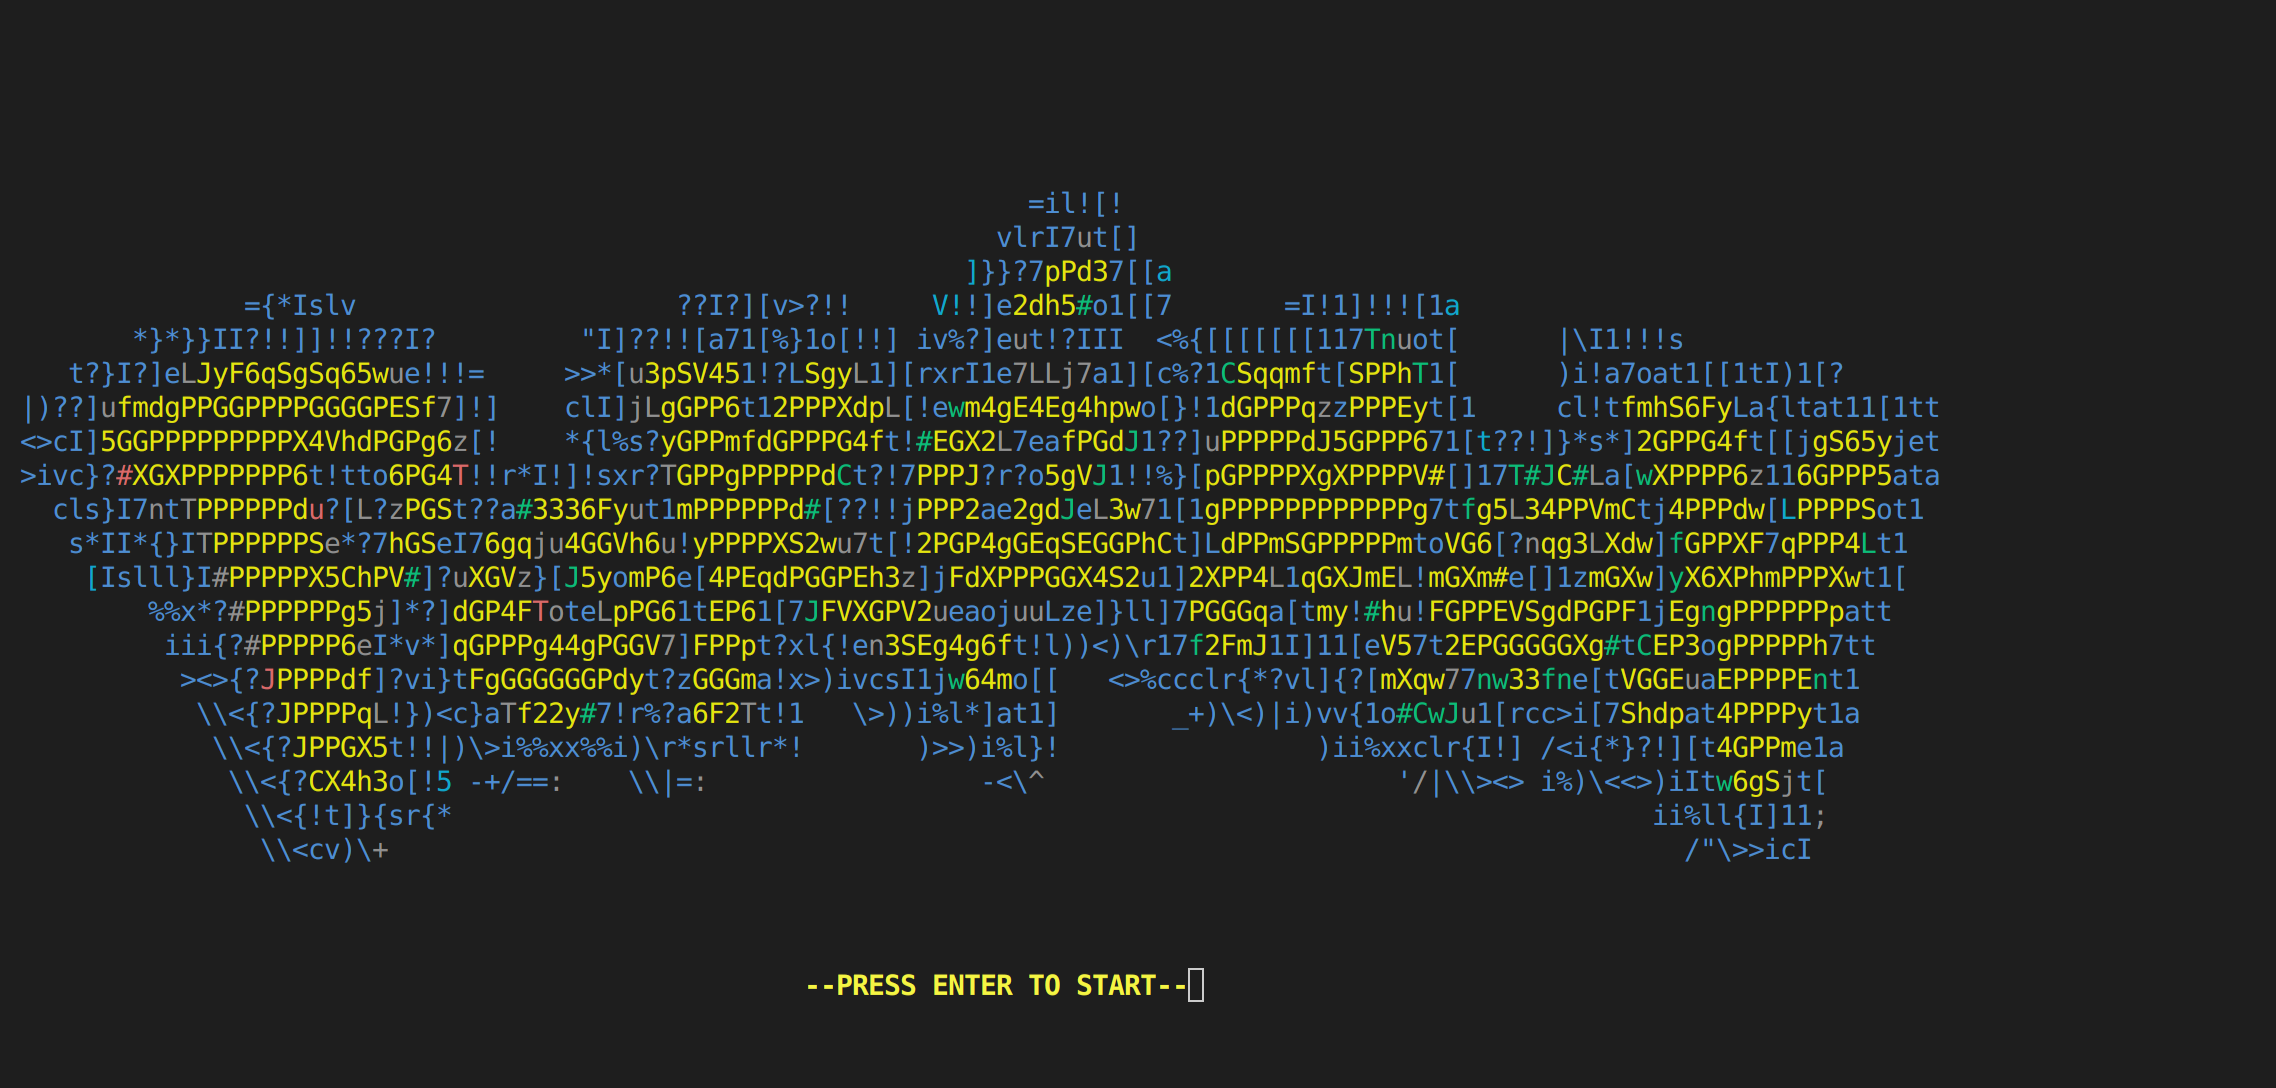 =il![!
vlrI7ut[]
]}}?7pPd37[[a
={*Islv ??I?][v>?!! V!!]e2dh5#o1[[7 =I!1]!!![1a
*}*}}II?!!]]!!???I? "I]??!![a71[%}1o[!!] iv%?]eut!?III <%{[[[[[[[117Tnuot[ |\I1!!!s
t?}I?]eLJyF6qSgSq65wue!!!= >>*[u3pSV451!?LSgyL1][rxrI1e7LLj7a1][c%?1CSqqmft[SPPhT1[ )i!a7oat1[[1tI)1[?
|)??]ufmdgPPGGPPPPGGGGPESf7]!] clI]jLgGPP6t12PPPXdpL[!ewm4gE4Eg4hpwo[}!1dGPPPqzzPPPEyt[1 cl!tfmhS6FyLa{ltat11[1tt
<>cI]5GGPPPPPPPPPX4VhdPGPg6z[! *{l%s?yGPPmfdGPPPG4ft!#EGX2L7eafPGdJ1??]uPPPPPdJ5GPPP671[t??!]}*s*]2GPPG4ft[[jgS65yjet
>ivc}?#XGXPPPPPPP6t!tto6PG4T!!r*I!]!sxr?TGPPgPPPPPdCt?!7PPPJ?r?o5gVJ1!!%}[pGPPPPXgXPPPPV#[]17T#JC#La[wXPPPP6z116GPPP5ata
cls}I7ntTPPPPPPdu?[L?zPGSt??a#3336Fyut1mPPPPPPd#[??!!jPPP2ae2gdJeL3w71[1gPPPPPPPPPPPPg7tfg5L34PPVmCtj4PPPdw[LPPPPSot1
s*II*{}ITPPPPPPSe*?7hGSeI76gqju4GGVh6u!yPPPPXS2wu7t[!2PGP4gGEqSEGGPhCt]LdPPmSGPPPPPmtoVG6[?nqg3LXdw]fGPPXF7qPPP4Lt1
[Islll}I#PPPPPX5ChPV#]?uXGVz}[J5yomP6e[4PEqdPGGPEh3z]jFdXPPPGGX4S2u1]2XPP4L1qGXJmEL!mGXm#e[]1zmGXw]yX6XPhmPPPXwt1[
%%x*?#PPPPPPg5j]*?]dGP4FToteLpPG61tEP61[7JFVXGPV2ueaojuuLze]}ll]7PGGGqa[tmy!#hu!FGPPEVSgdPGPF1jEgngPPPPPPpatt
iii{?#PPPPP6eI*v*]qGPPPg44gPGGV7]FPPpt?xl{!en3SEg4g6ft!l))<)\r17f2FmJ1I]11[eV57t2EPGGGGGXg#tCEP3ogPPPPPh7tt
><>{?JPPPPdf]?vi}tFgGGGGGGPdyt?zGGGma!x>)ivcsI1jw64mo[[ <>%ccclr{*?vl]{?[mXqw77nw33fne[tVGGEuaEPPPPEnt1
\\<{?JPPPPqL!})<c}aTf22y#7!r%?a6F2Tt!1 \>))i%l*]at1] _+)\<)|i)vv{1o#CwJu1[rcc>i[7Shdpat4PPPPyt1a
\\<{?JPPGX5t!!|)\>i%%xx%%i)\r*srllr*! )>>)i%l}! )ii%xxclr{I!] /<i{*}?!][t4GPPme1a
\\<{?CX4h3o[!5 -+/==: \\|=: -<\^ '/|\\><> i%)\<<>)iItw6gSjt[
\\<{!t]}{sr{* ii%ll{I]11;
\\<cv)\+ /"\>>icI
--PRESS ENTER TO START--